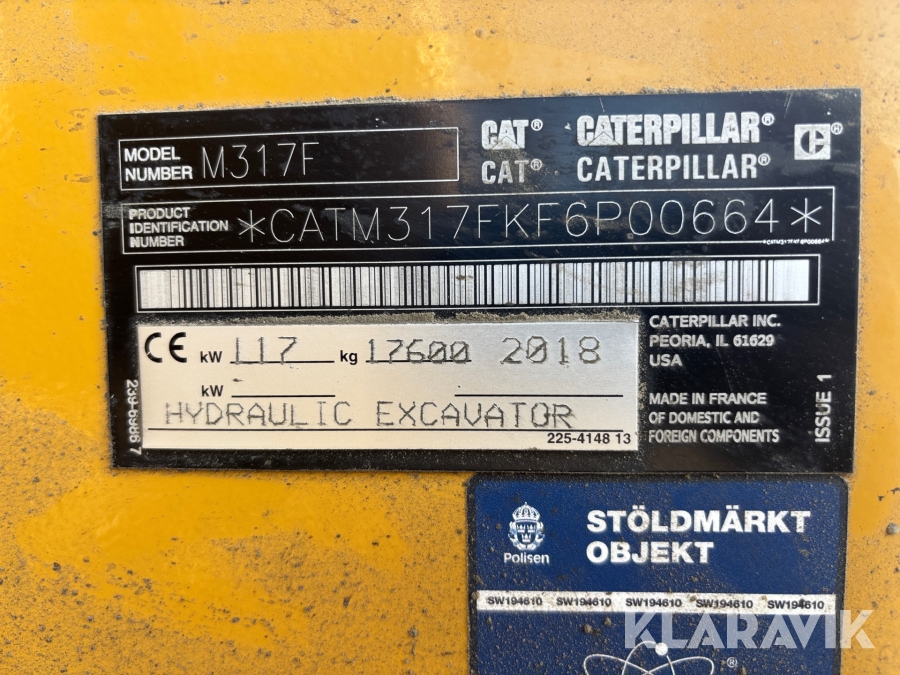 MODEL NUMBER M317F
CAT® CATERPILLAR®
CAT® CATERPILLAR®
PRODUCT
IDENTIFICATION
NUMBER
*CATM317FKF6P00664*
*CATM317FKF6P00664*
CE kW 117 kg 17600 2018
kW
HYDRAULIC EXCAVATOR
225-4148 13
CATERPILLAR INC.
PEORIA, IL 61629
USA
MADE IN FRANCE
OF DOMESTIC AND
FOREIGN COMPONENTS
ISSUE 1
Polisen
STÖLDMÄRKT
OBJEKT
SW194610 SW194610 SW194610 SW194610 SW194610
®
KLARAVIK